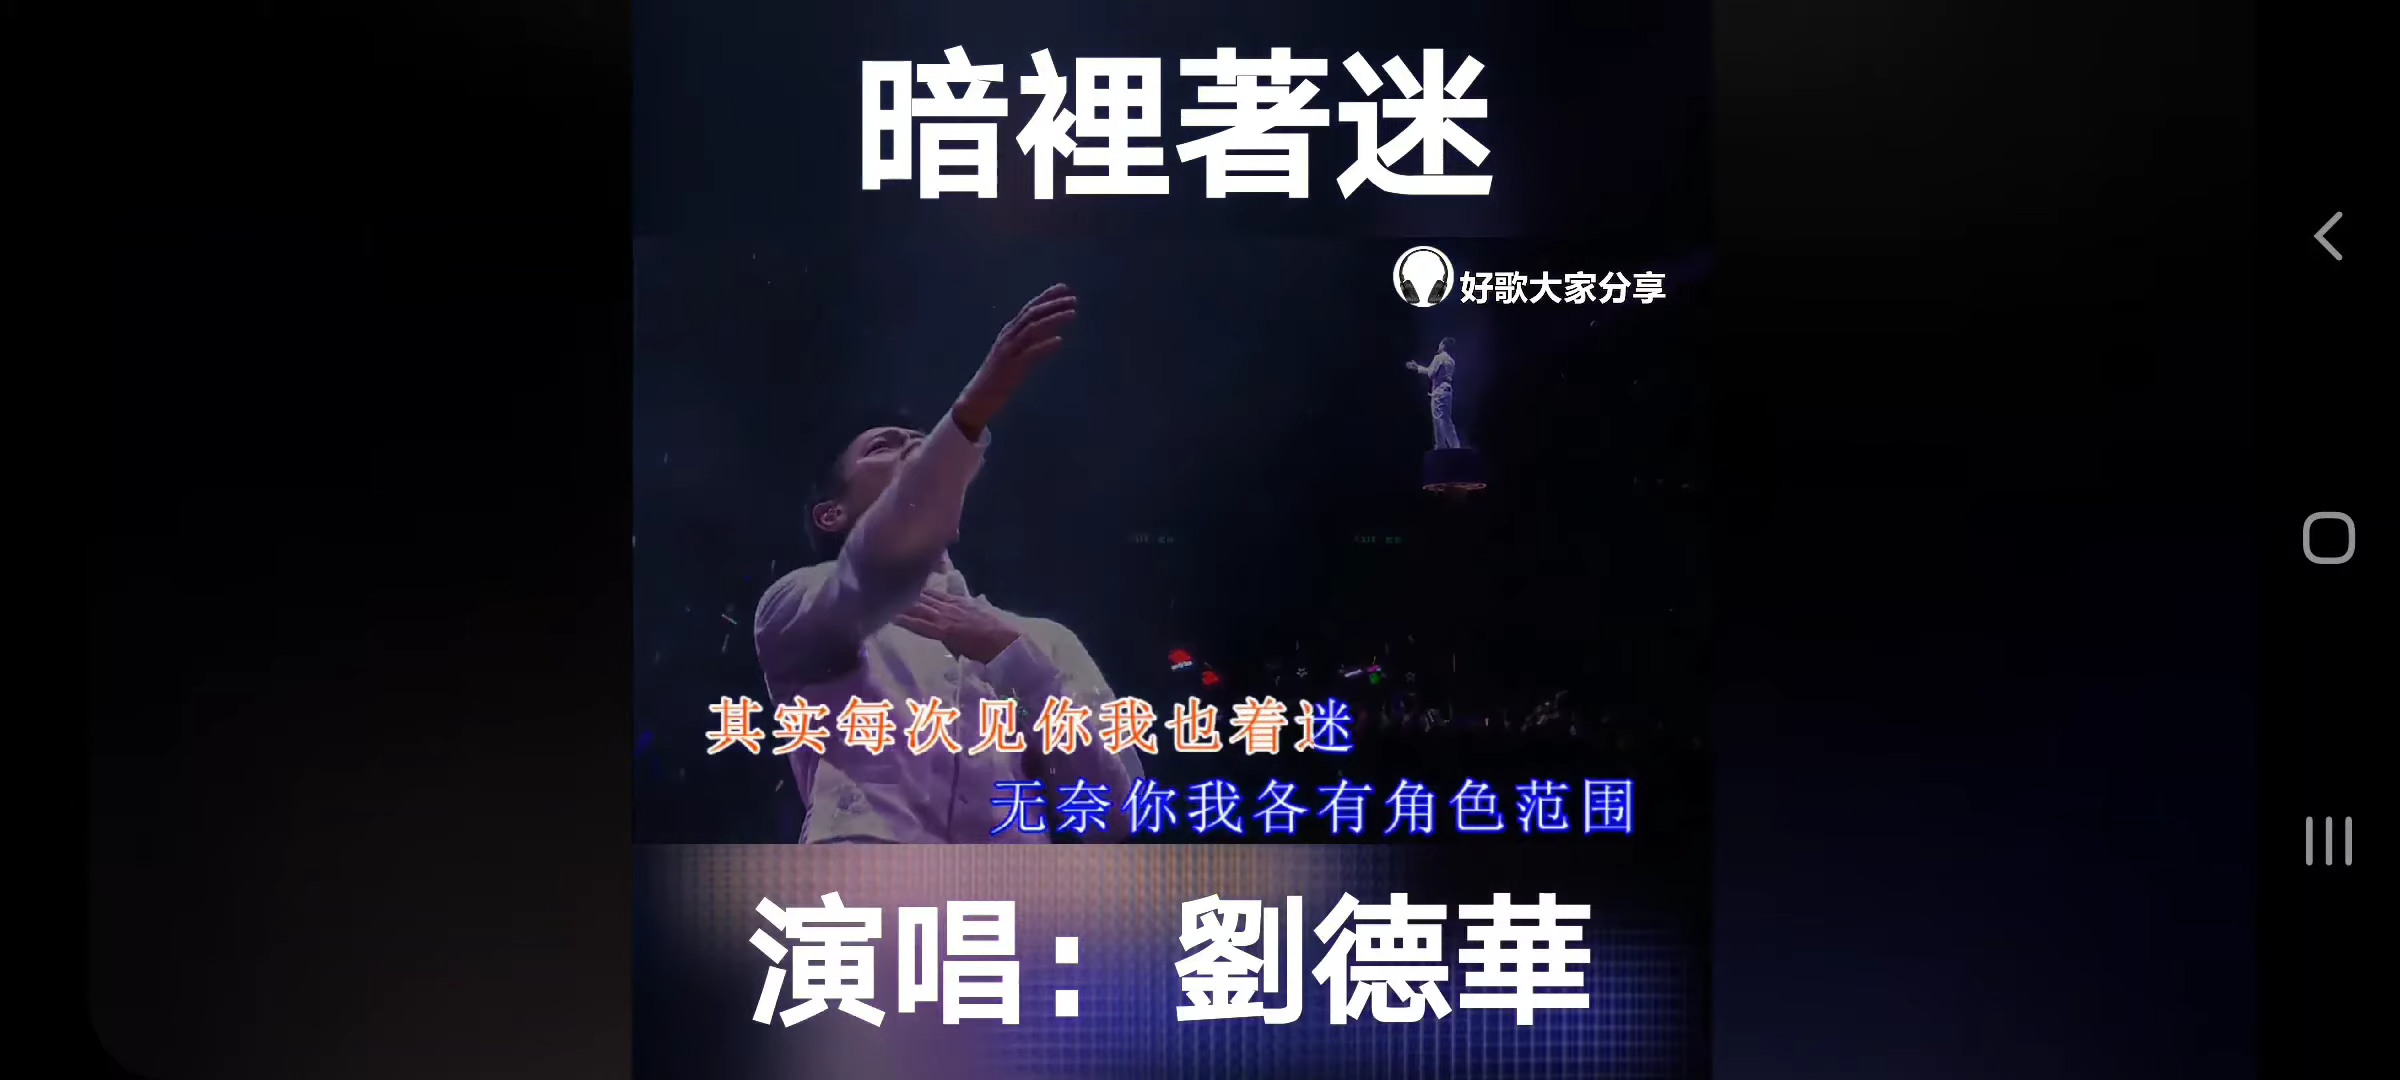 暗裡著迷
好歌大家分享
其实每次见你我也着迷
无奈你我各有角色范围
演唱：劉德華